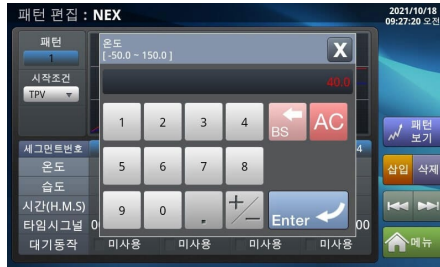 패턴 편집 : NEX
2021/10/18
09:27:20 오전
패턴
1
시작조건
TPV
온도
[ -50.0 ~ 150.0 ]
X
40.0
1 2 3 4 BS AC
5 6 7 8
9 0 . +/- Enter
세그먼트번호 4
온도
습도
시간(H.M.S)
타임시그널 00 00
대기동작 미사용 미사용 미사용 미사용
패턴
보기
삽입 삭제
메뉴